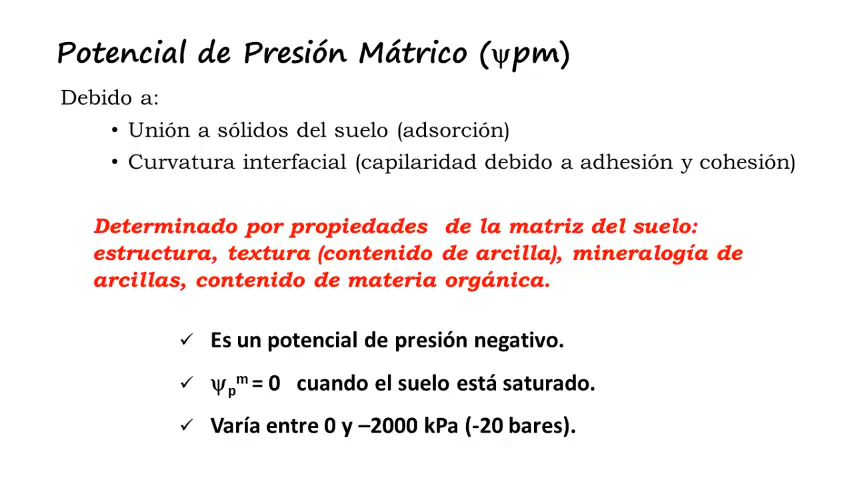 Potencial de Presión Mátrico (ψpm)
Debido a:
• Unión a sólidos del suelo (adsorción)
• Curvatura interfacial (capilaridad debido a adhesión y cohesión)
Determinado por propiedades de la matriz del suelo:
estructura, textura (contenido de arcilla), mineralogía de
arcillas, contenido de materia orgánica.
✓ Es un potencial de presión negativo.
✓ ψpm = 0 cuando el suelo está saturado.
✓ Varía entre 0 y –2000 kPa (-20 bares).